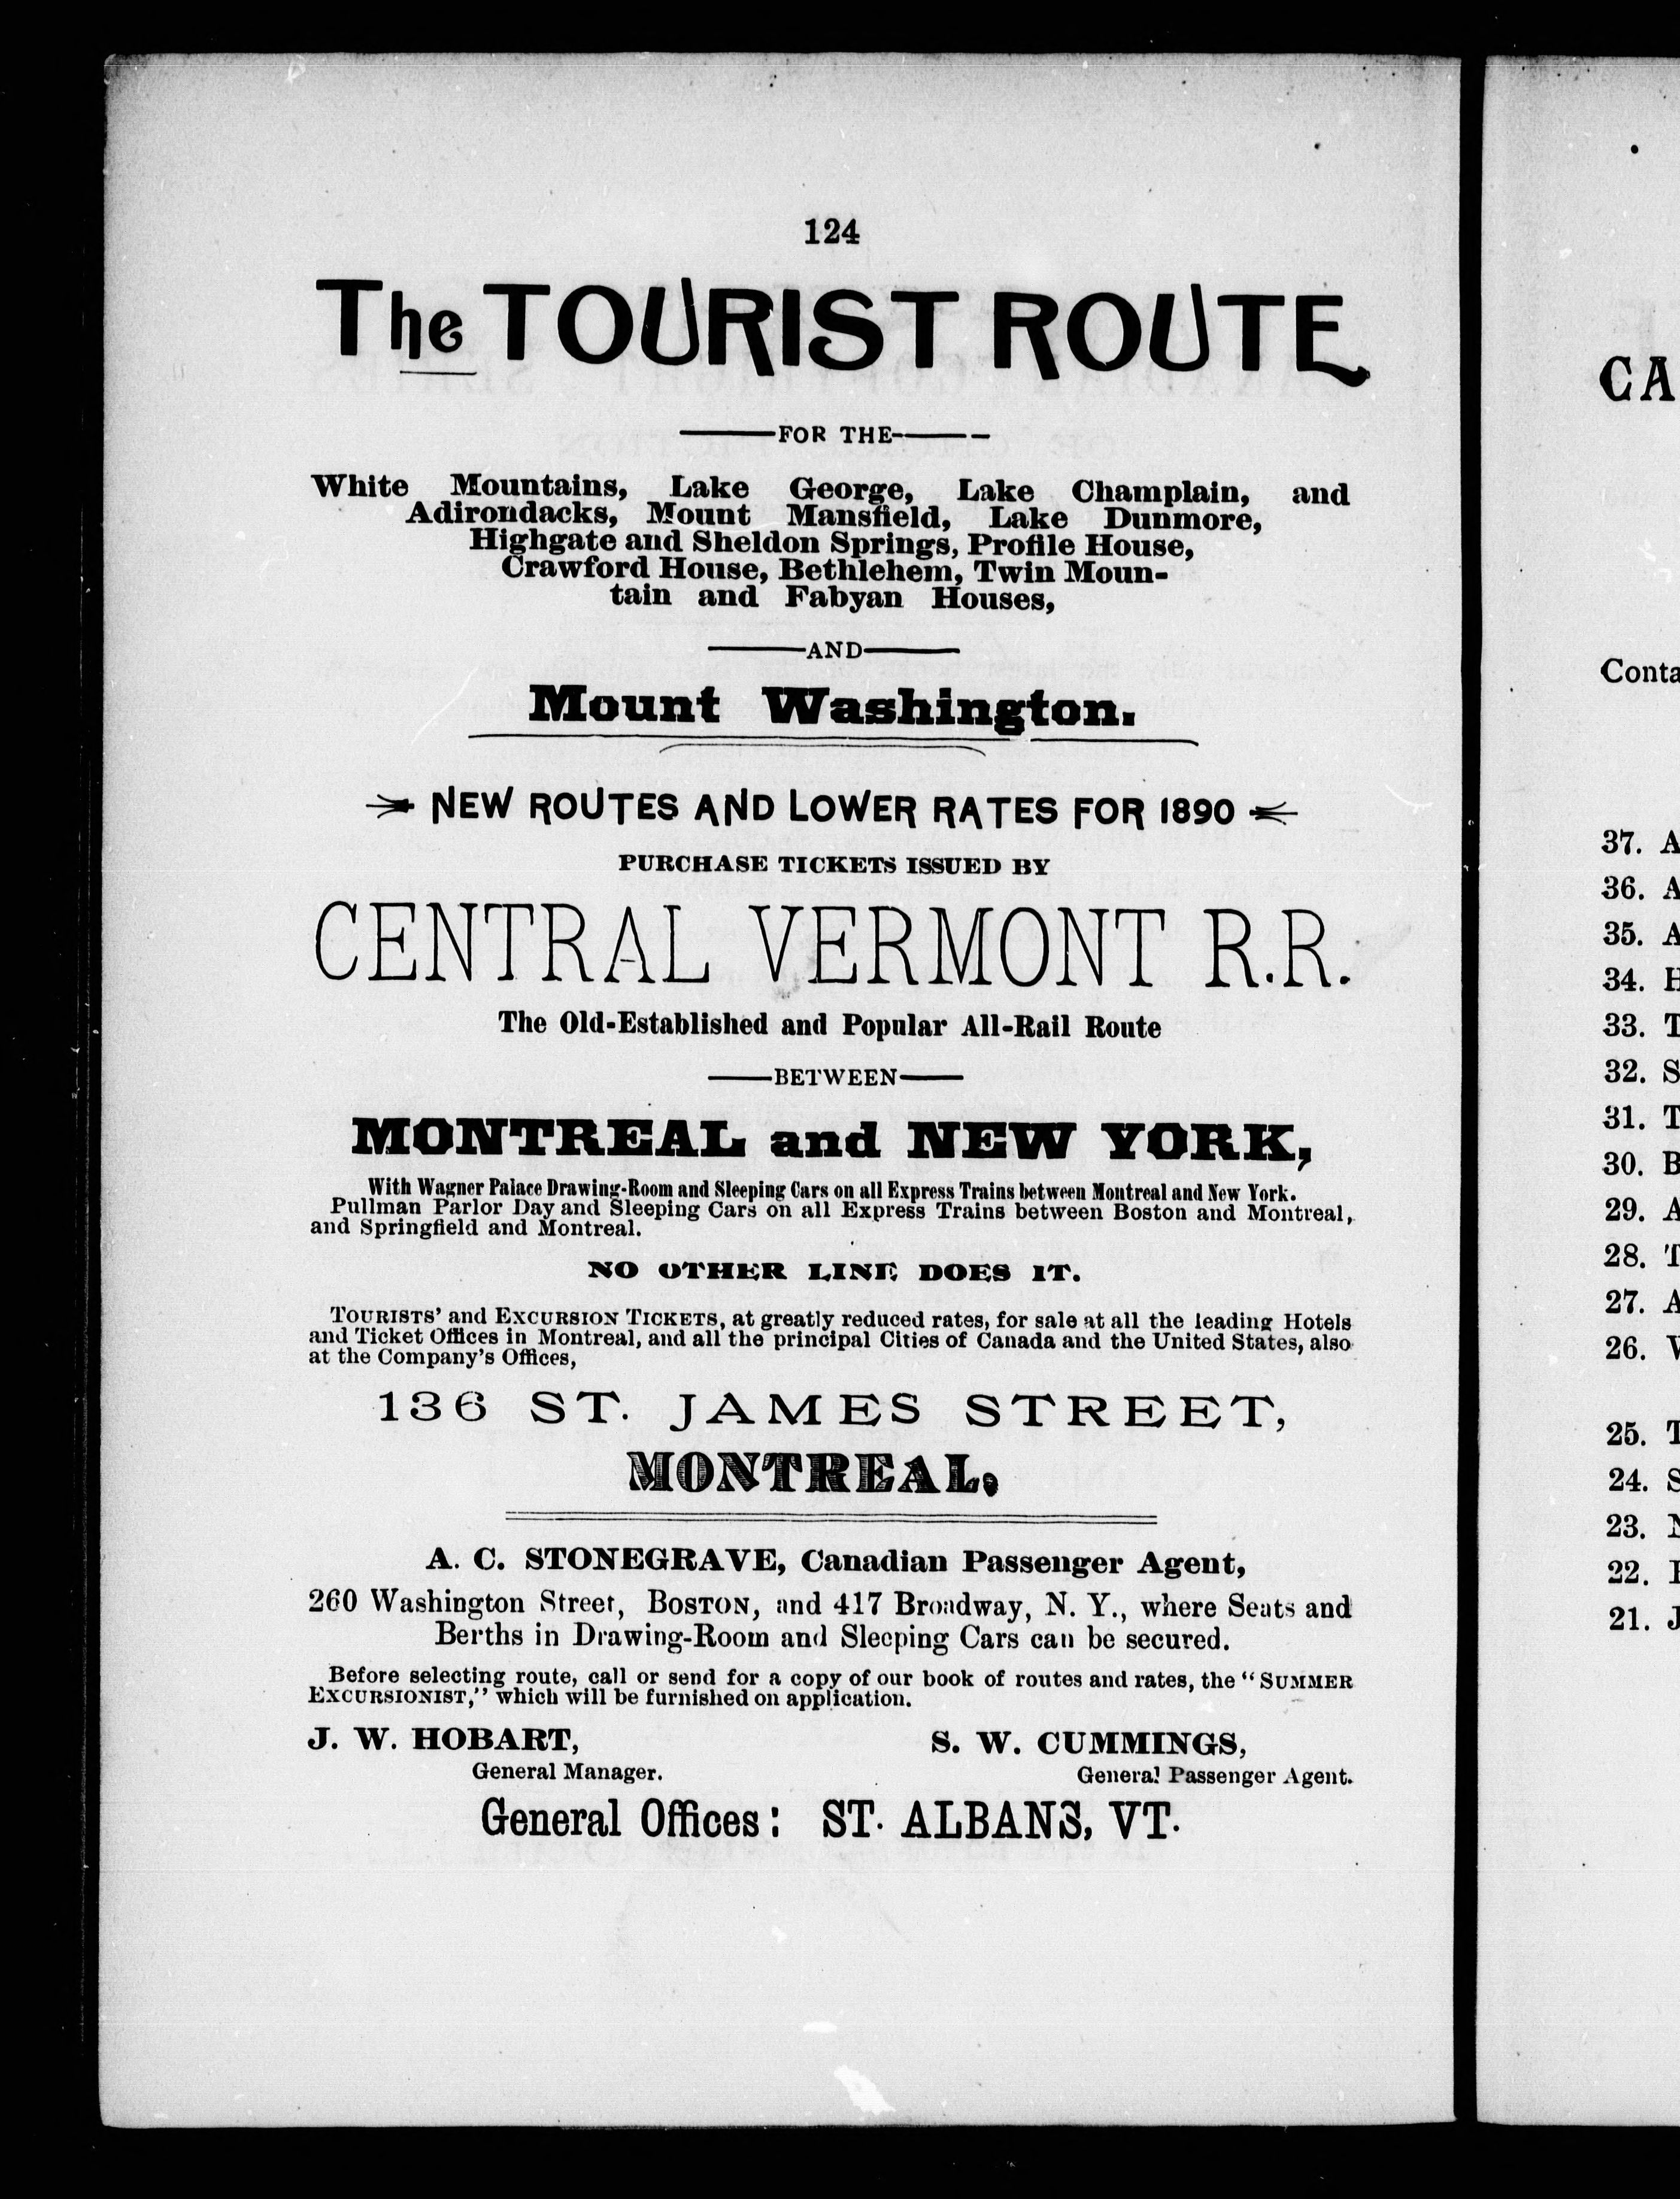 124
The TOURIST ROUTE
FOR THE
White Mountains, Lake George, Lake Champlain, and
Adirondacks, Mount Mansfield, Lake Dunmore,
Highgate and Sheldon Springs, Profile House,
Crawford House, Bethlehem, Twin Moun-
tain and Fabyan Houses,
AND
Mount Washington.
NEW ROUTES AND LOWER RATES FOR 1890
PURCHASE TICKETS ISSUED BY
CENTRAL VERMONT R.R.
The Old-Established and Popular All-Rail Route
BETWEEN
MONTREAL and NEW YORK,
With Wagner Palace Drawing-Room and Sleeping Cars on all Express Trains between Montreal and New York.
Pullman Parlor Day and Sleeping Cars on all Express Trains between Boston and Montreal,
and Springfield and Montreal.
NO OTHER LINE DOES IT.
TOURISTS' and EXCURSION TICKETS, at greatly reduced rates, for sale at all the leading Hotels
and Ticket Offices in Montreal, and all the principal Cities of Canada and the United States, also
at the Company's Offices,
136 ST. JAMES STREET,
MONTREAL.
A. C. STONEGRAVE, Canadian Passenger Agent,
260 Washington Street, BOSTON, and 417 Broadway, N. Y., where Seats and
Berths in Drawing-Room and Sleeping Cars can be secured.
Before selecting route, call or send for a copy of our book of routes and rates, the "SUMMER
EXCURSIONIST," which will be furnished on application.
J. W. HOBART,
General Manager.
S. W. CUMMINGS,
General Passenger Agent.
General Offices: ST. ALBANS, VT.
CA
Conta
37. A
36. A
35. A
34. H
33. T
32. S
31. T
30. B
29. A
28. T
27. A
26. V
25. T
24. S
23.
22.
21. J